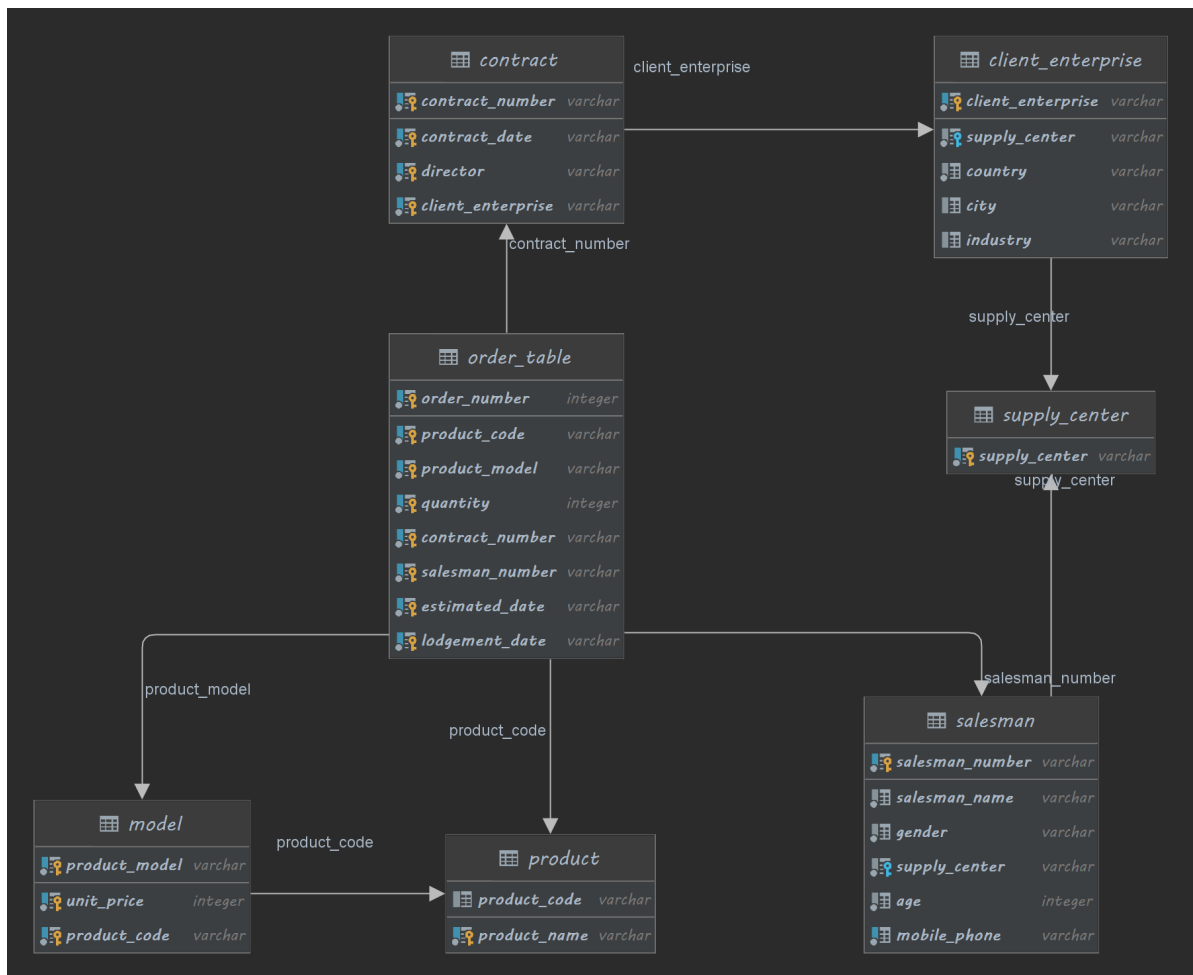 contract
contract_number varchar
contract_date varchar
director varchar
client_enterprise varchar
client_enterprise
client_enterprise
client_enterprise varchar
supply_center varchar
country varchar
city varchar
industry varchar
contract_number
supply_center
order_table
order_number integer
product_code varchar
product_model varchar
quantity integer
contract_number varchar
salesman_number varchar
estimated_date varchar
lodgement_date varchar
supply_center
supply_center varchar
supply_center
product_model
product_code
salesman_number
salesman
salesman_number varchar
salesman_name varchar
gender varchar
supply_center varchar
age integer
mobile_phone varchar
model
product_model varchar
unit_price integer
product_code varchar
product_code
product
product_code varchar
product_name varchar